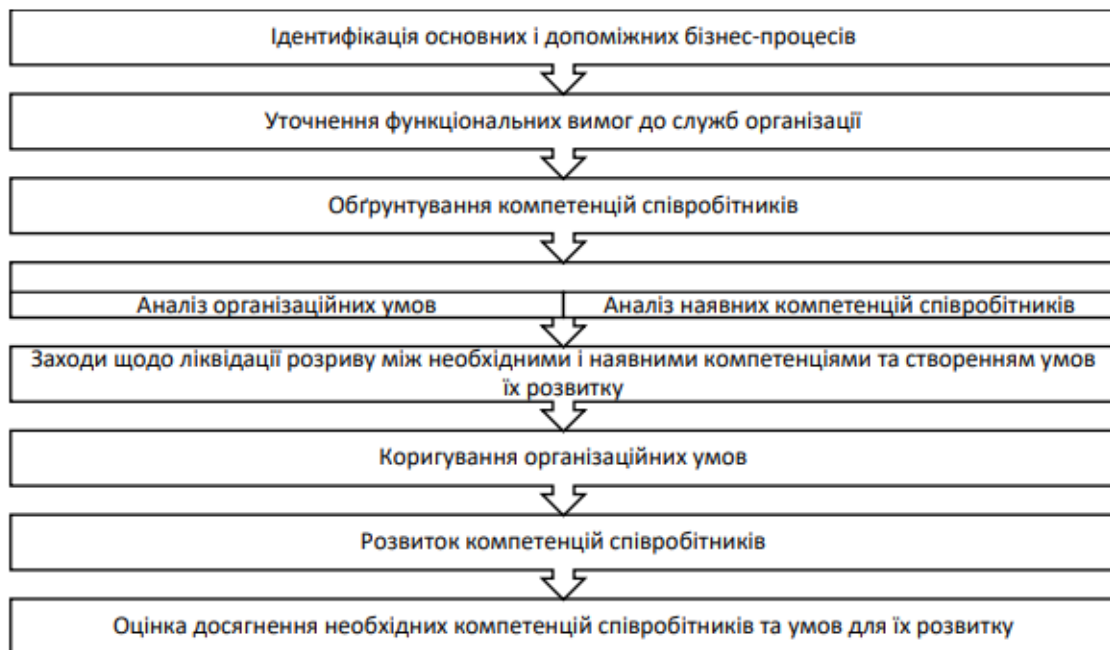 Ідентифікація основних і допоміжних бізнес-процесів
Уточнення функціональних вимог до служб організації
Обґрунтування компетенцій співробітників
Аналіз організаційних умов
Аналіз наявних компетенцій співробітників
Заходи щодо ліквідації розриву між необхідними і наявними компетенціями та створенням умов
їх розвитку
Коригування організаційних умов
Розвиток компетенцій співробітників
Оцінка досягнення необхідних компетенцій співробітників та умов для їх розвитку